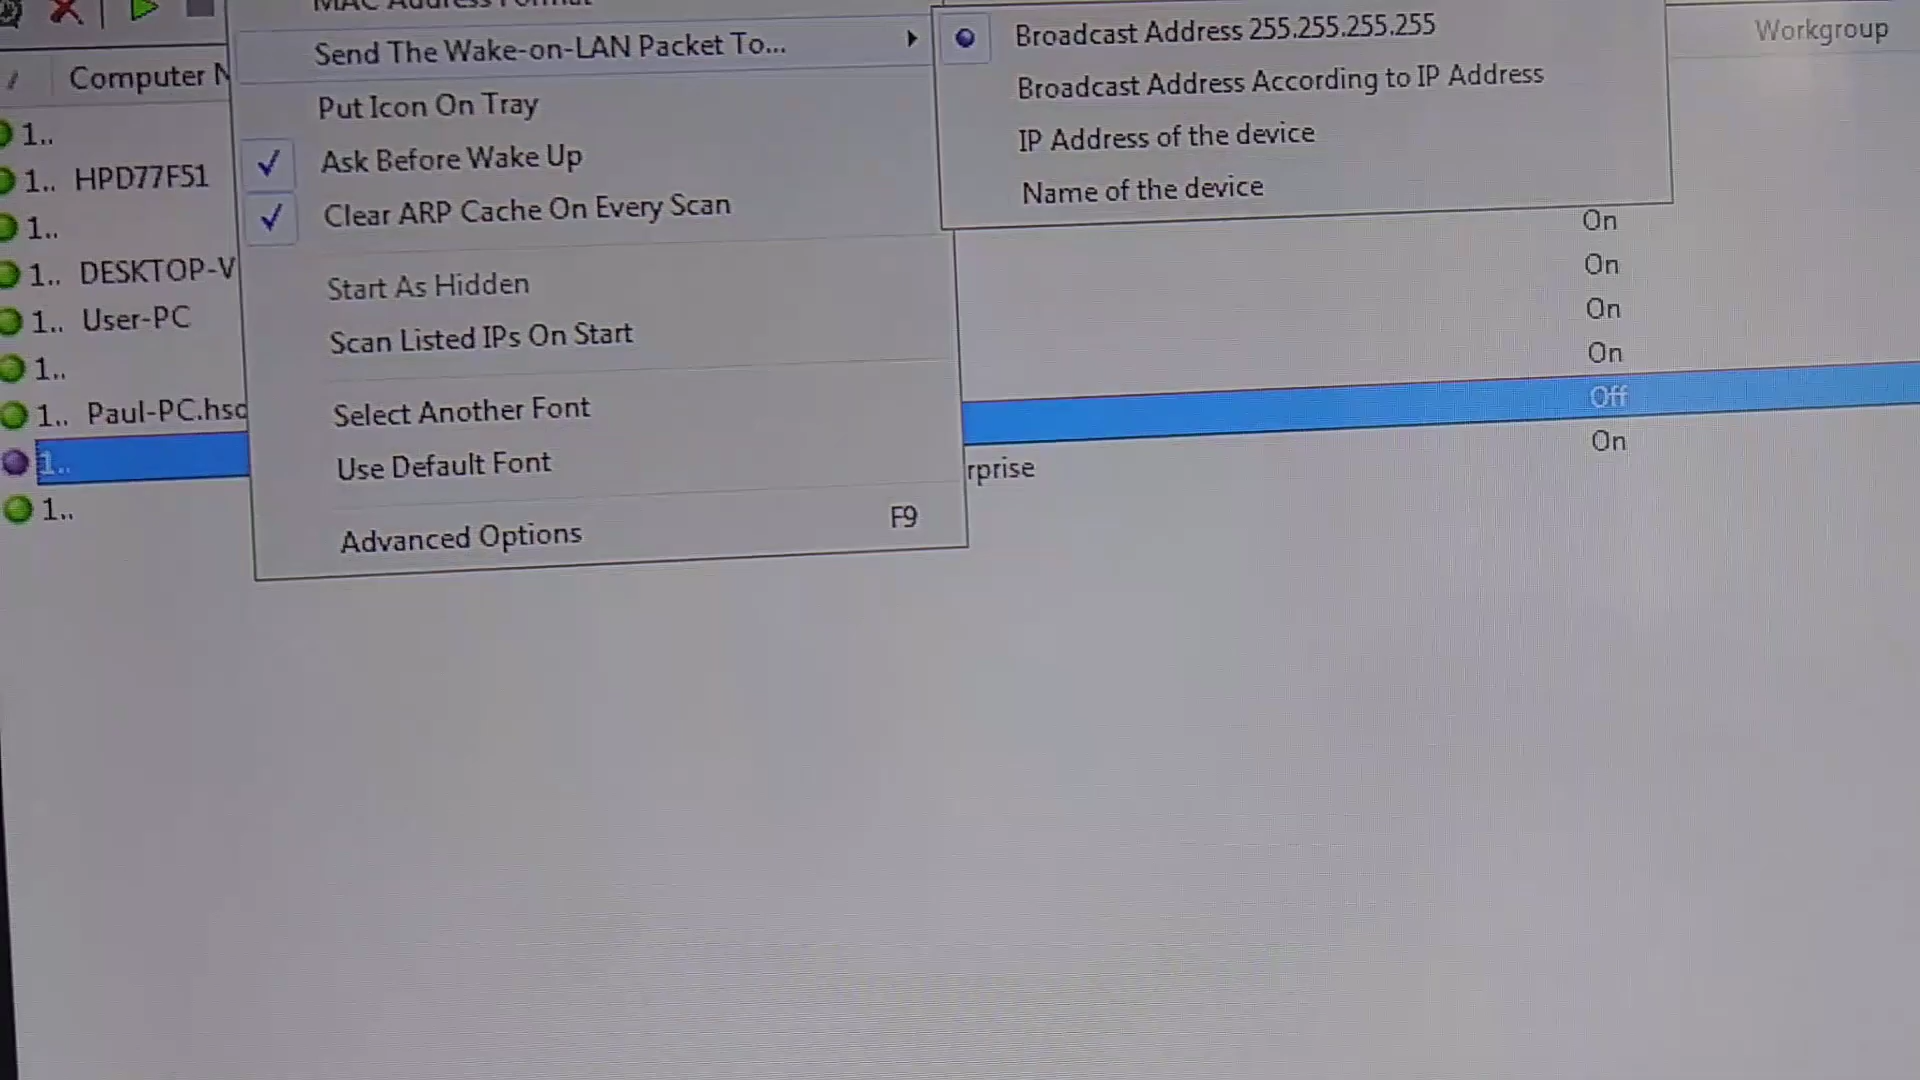 MAC Address Format
Send The Wake-on-LAN Packet To...
Put Icon On Tray
Ask Before Wake Up
Clear ARP Cache On Every Scan
Start As Hidden
Scan Listed IPs On Start
Select Another Font
Use Default Font
Advanced Options F9
Broadcast Address 255.255.255.255
Broadcast Address According to IP Address
IP Address of the device
Name of the device
Workgroup
Computer N
1..
1.. HPD77F51
1..
1.. DESKTOP-V
1.. User-PC
1..
1.. Paul-PC.hsd
1..
1..
On
On
On
On
Off
On
rprise